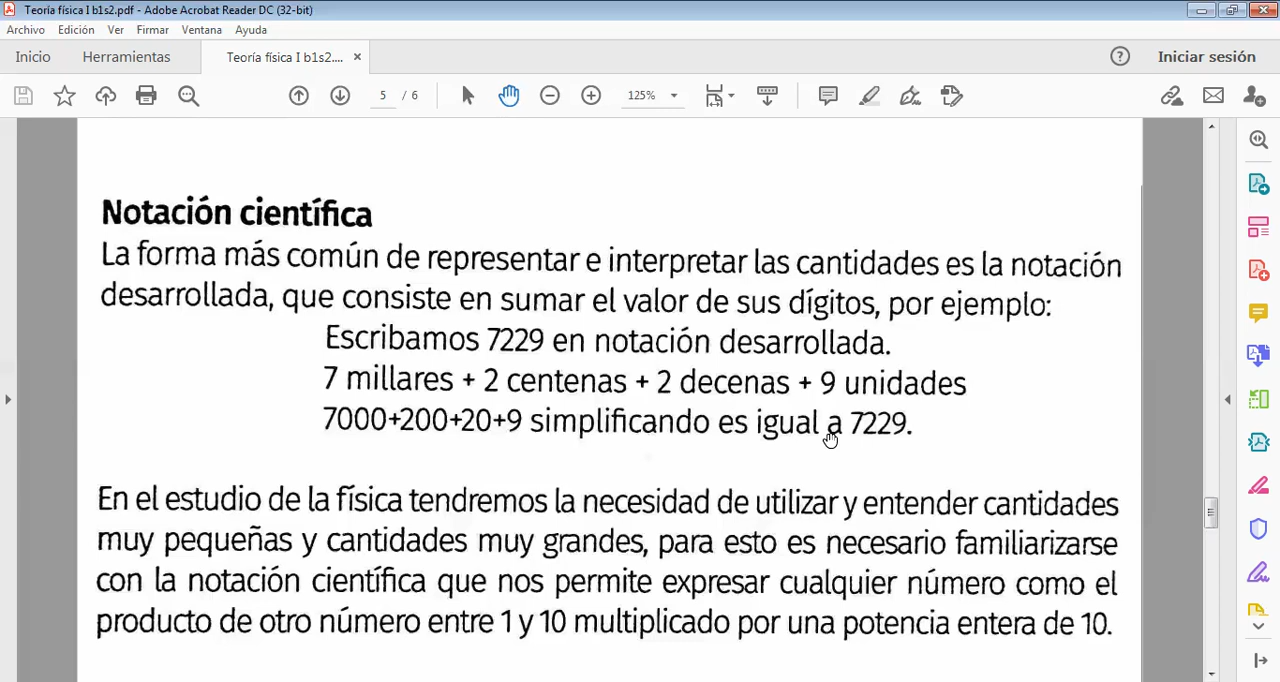 Teoría física I b1s2.pdf - Adobe Acrobat Reader DC (32-bit)
Archivo Edición Ver Firmar Ventana Ayuda
Inicio Herramientas Teoría física I b1s2.... × Iniciar sesión
5 / 6 125%
Notación científica
La forma más común de representar e interpretar las cantidades es la notación
desarrollada, que consiste en sumar el valor de sus dígitos, por ejemplo:
Escribamos 7229 en notación desarrollada.
7 millares + 2 centenas + 2 decenas + 9 unidades
7000+200+20+9 simplificando es igual a 7229.
En el estudio de la física tendremos la necesidad de utilizar y entender cantidades
muy pequeñas y cantidades muy grandes, para esto es necesario familiarizarse
con la notación científica que nos permite expresar cualquier número como el
producto de otro número entre 1 y 10 multiplicado por una potencia entera de 10.